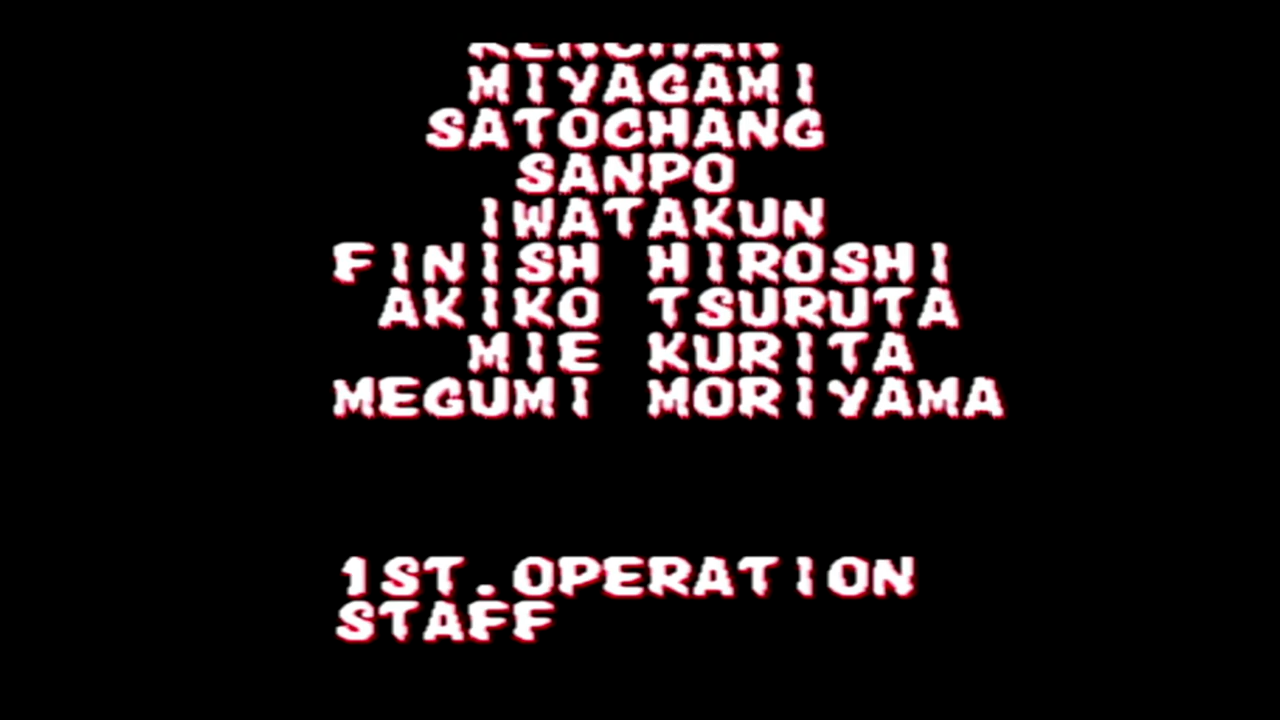 MIYAGAMI
SATOCHANG
SANPO
IWATAKUN
FINISH HIROSHI
AKIKO TSURUTA
MIE KURITA
MEGUMI MORIYAMA
1ST.OPERATION
STAFF